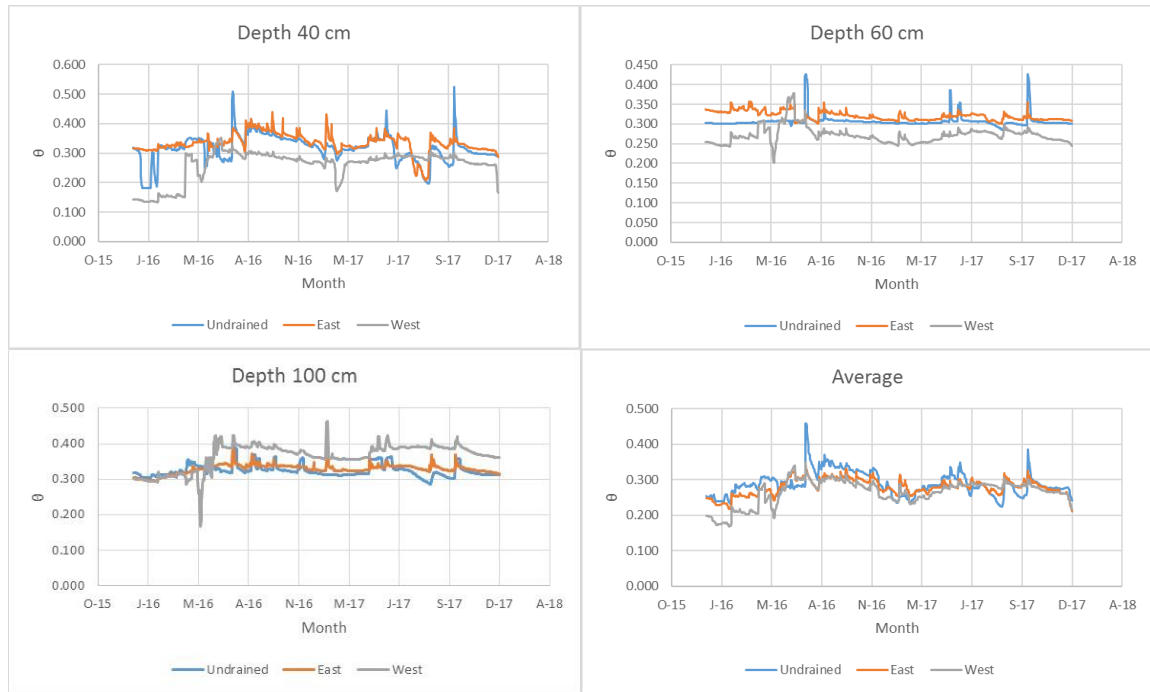 Depth 40 cm
0.600
0.500
0.400
0.300
0.200
0.100
0.000
θ
O-15 J-16 M-16 A-16 N-16 M-17 J-17 S-17 D-17 A-18
Month
Undrained East West
Depth 60 cm
0.450
0.400
0.350
0.300
0.250
0.200
0.150
0.100
0.050
0.000
θ
O-15 J-16 M-16 A-16 N-16 M-17 J-17 S-17 D-17 A-18
Month
Undrained East West
Depth 100 cm
0.500
0.400
0.300
0.200
0.100
0.000
θ
O-15 J-16 M-16 A-16 N-16 M-17 J-17 S-17 D-17 A-18
Month
Undrained East West
Average
0.500
0.400
0.300
0.200
0.100
0.000
θ
O-15 J-16 M-16 A-16 N-16 M-17 J-17 S-17 D-17 A-18
Month
Undrained East West